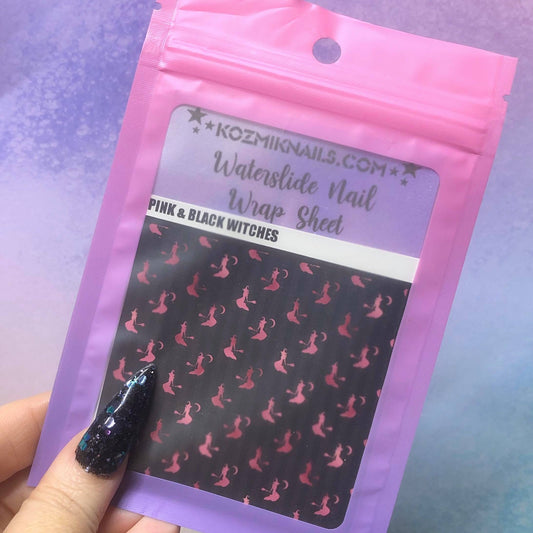 KOZMIKNAILS.COM
Waterslide Nail
Wrap Sheet
PINK & BLACK WITCHES